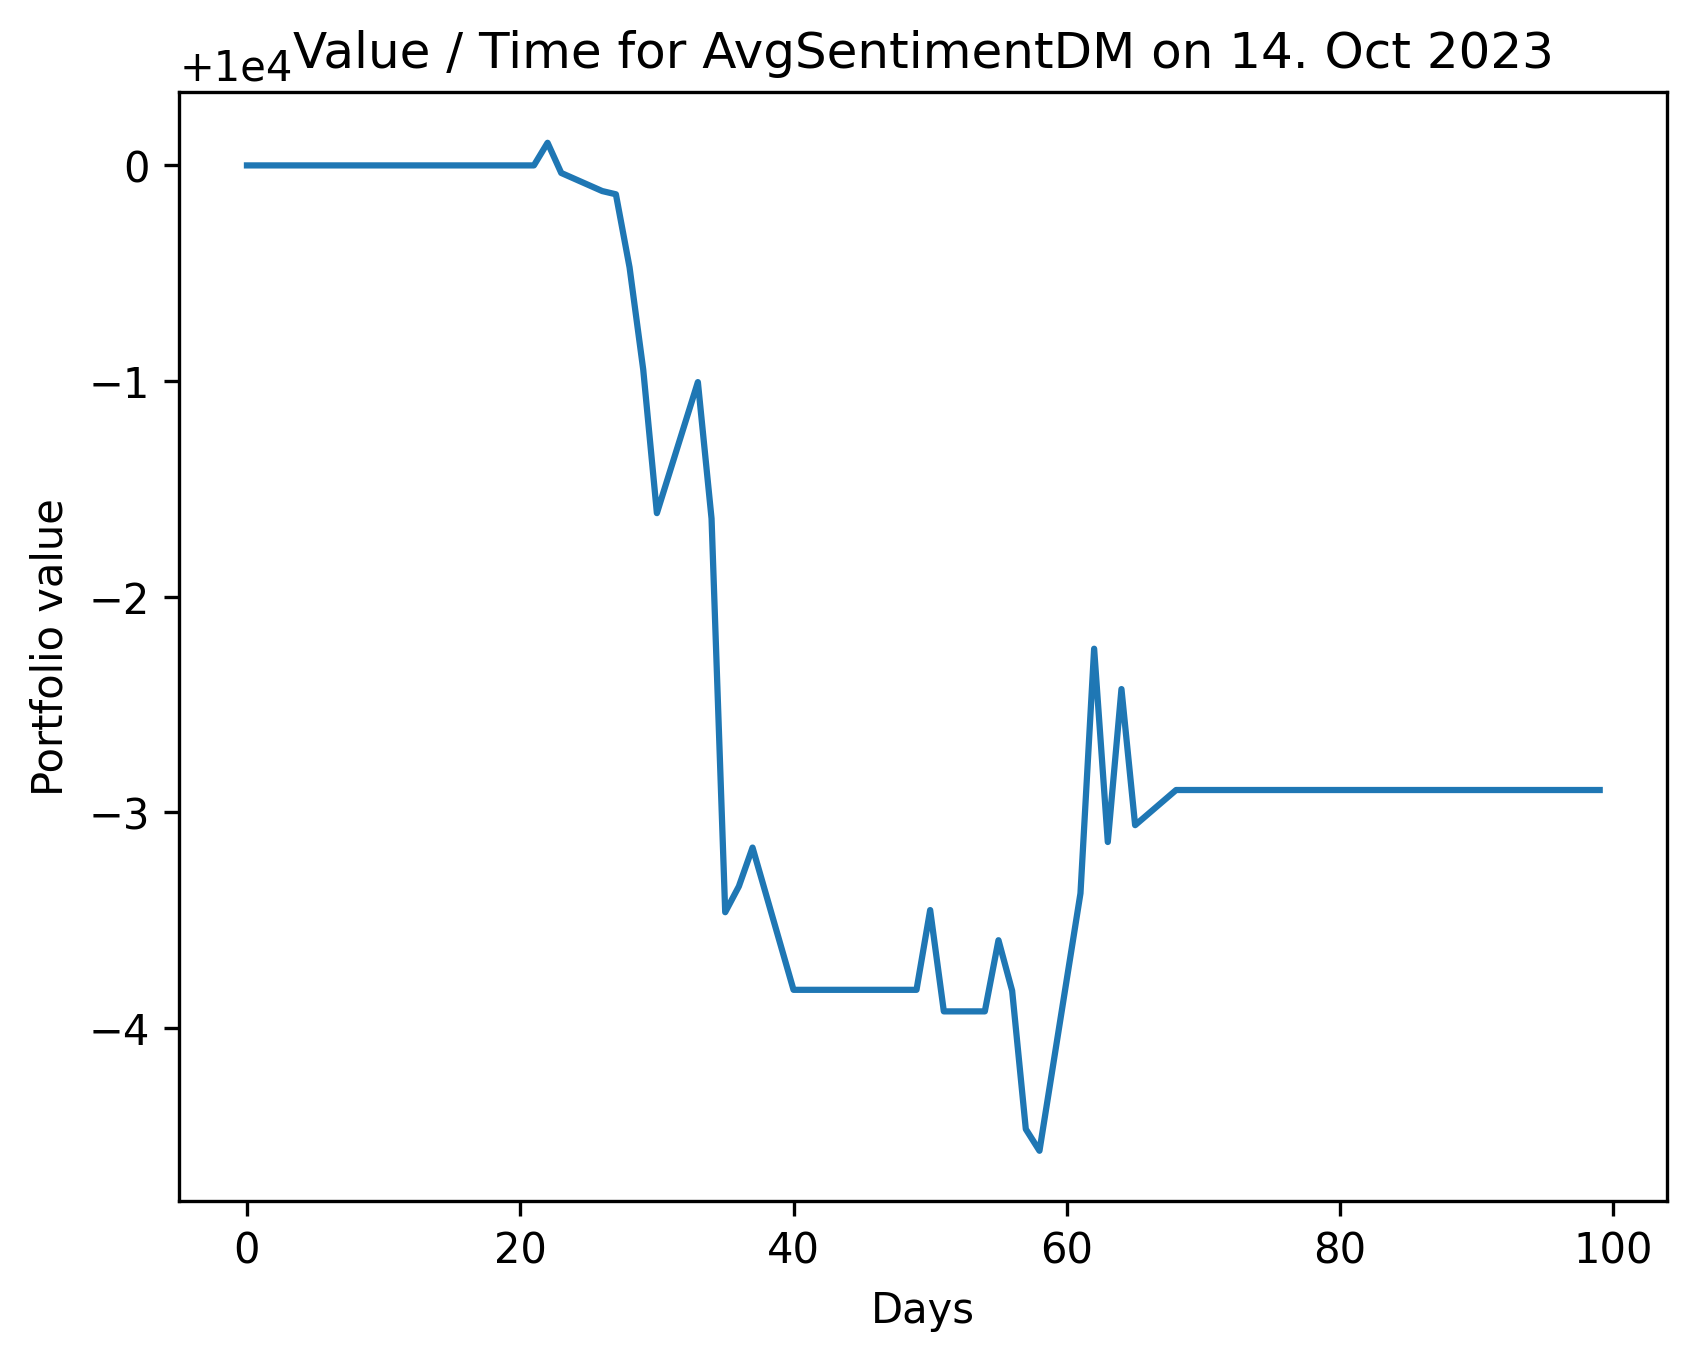 Value / Time for AvgSentimentDM on 14. Oct 2023
+1e4
0
−1
−2
−3
−4
Portfolio value
0 20 40 60 80 100
Days